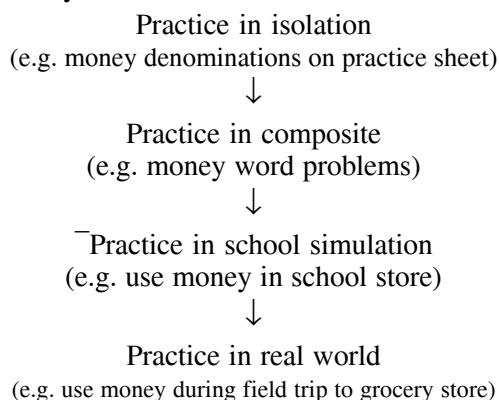 Practice in isolation
(e.g. money denominations on practice sheet)
↓
Practice in composite
(e.g. money word problems)
↓
¯Practice in school simulation
(e.g. use money in school store)
↓
Practice in real world
(e.g. use money during field trip to grocery store)